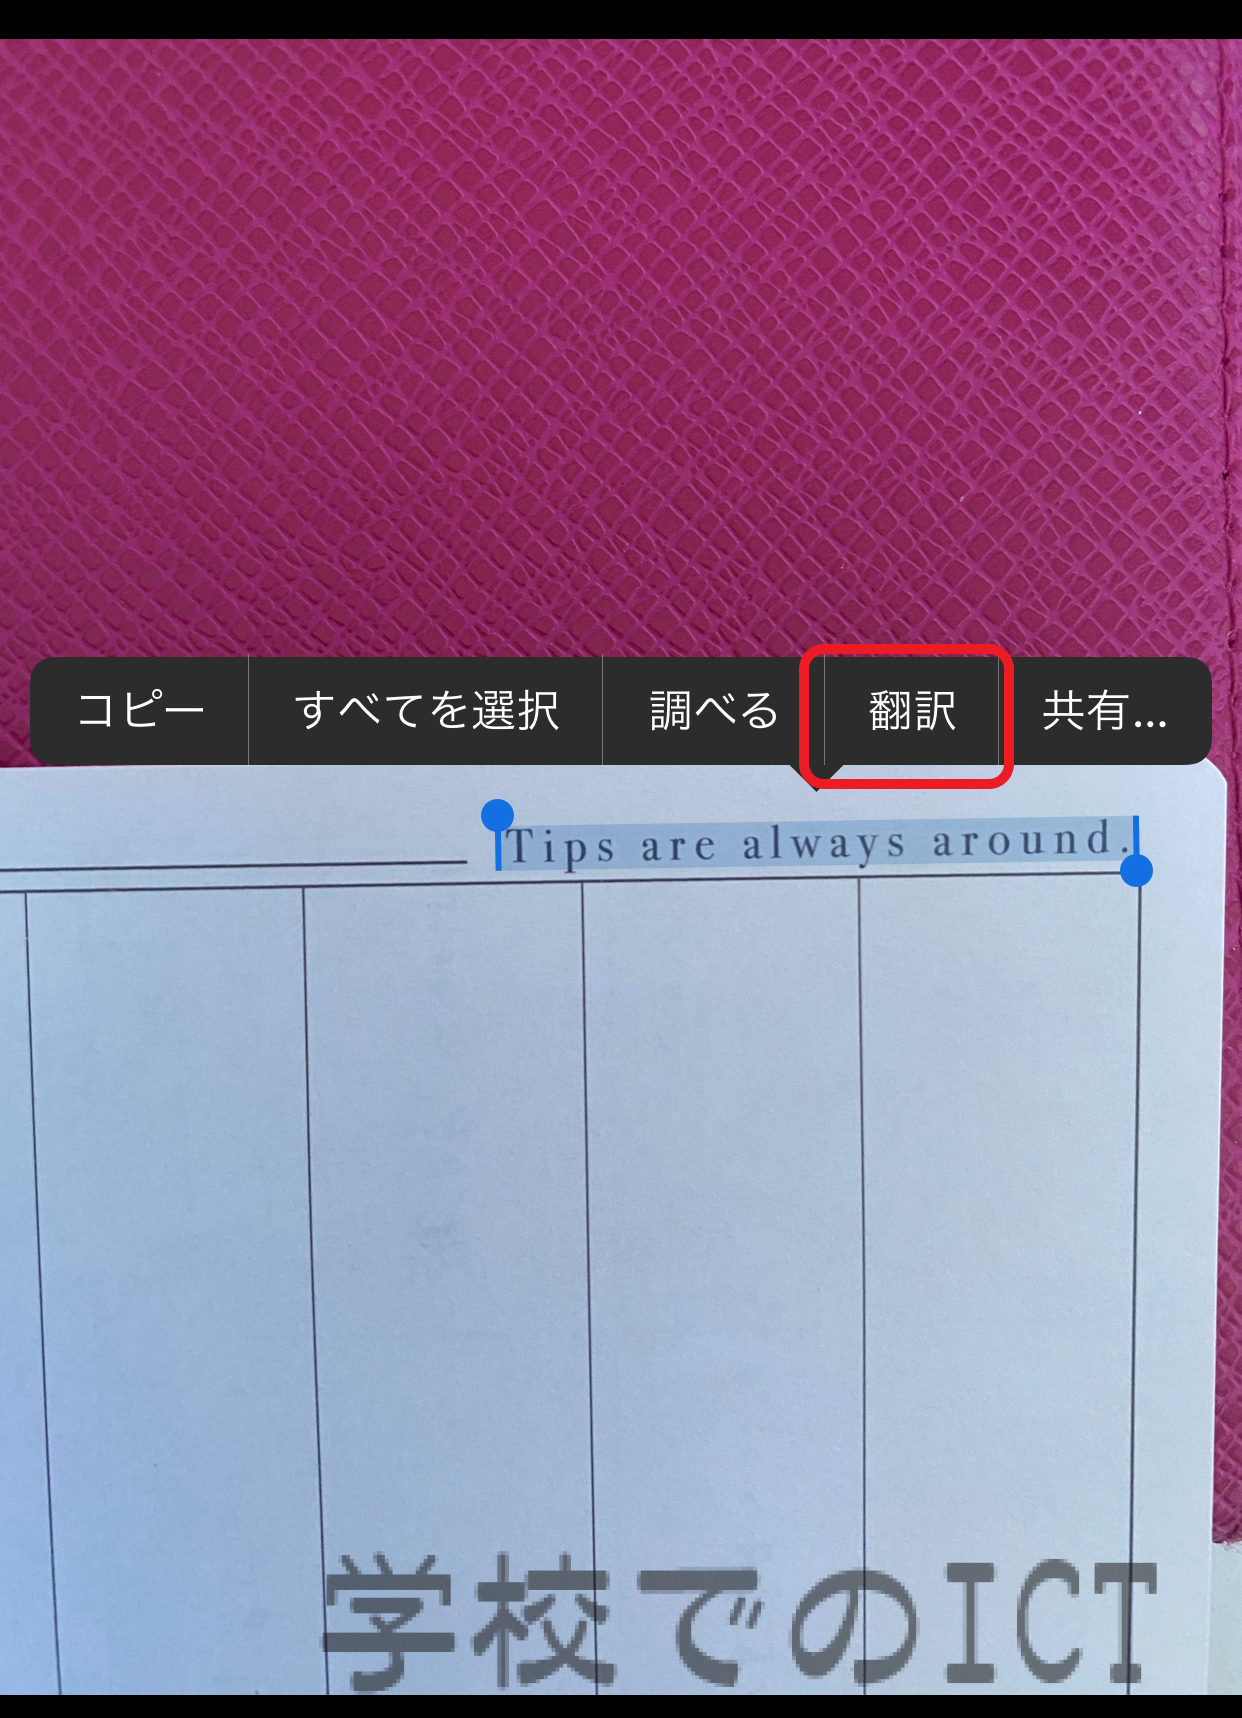 コピー すべてを選択 調べる 翻訳 共有...
Tips are always around.
学校でのICT